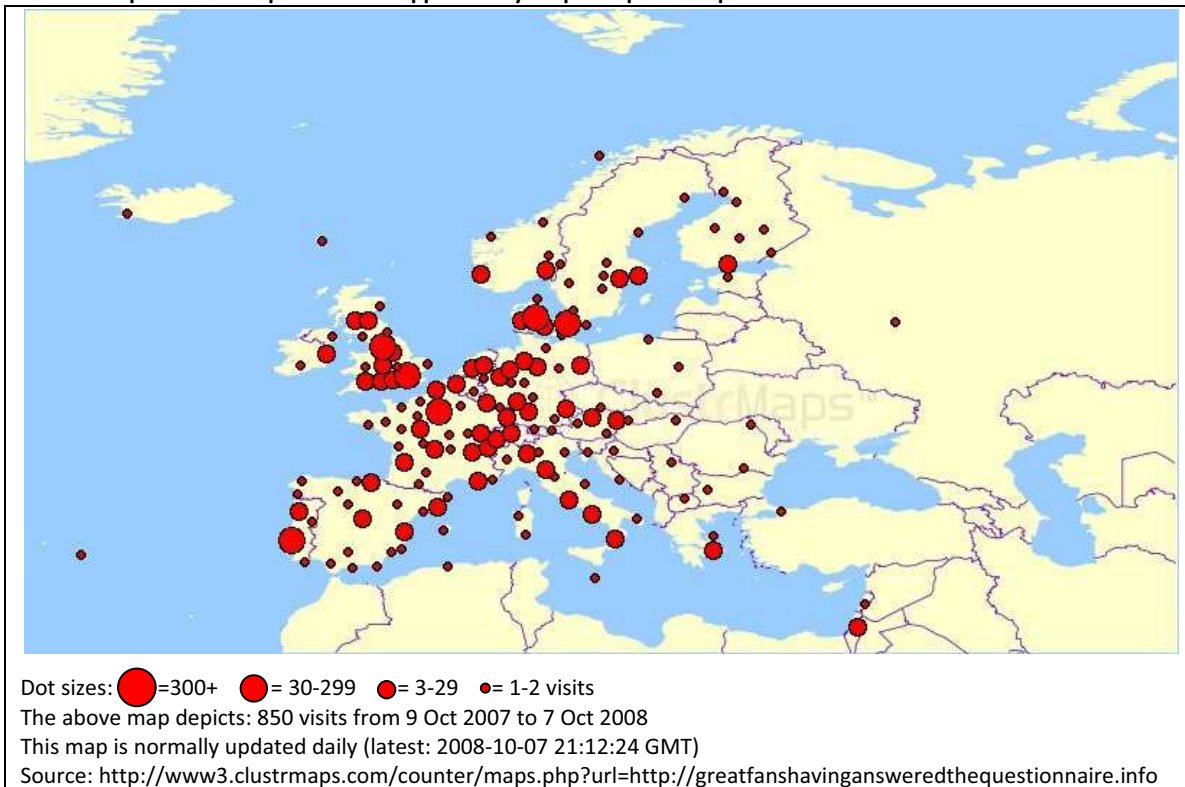 ClustrMaps™
Dot sizes: =300+ = 30-299 = 3-29 = 1-2 visits
The above map depicts: 850 visits from 9 Oct 2007 to 7 Oct 2008
This map is normally updated daily (latest: 2008-10-07 21:12:24 GMT)
Source: http://www3.clustrmaps.com/counter/maps.php?url=http://greatfanshavingansweredthequestionnaire.info